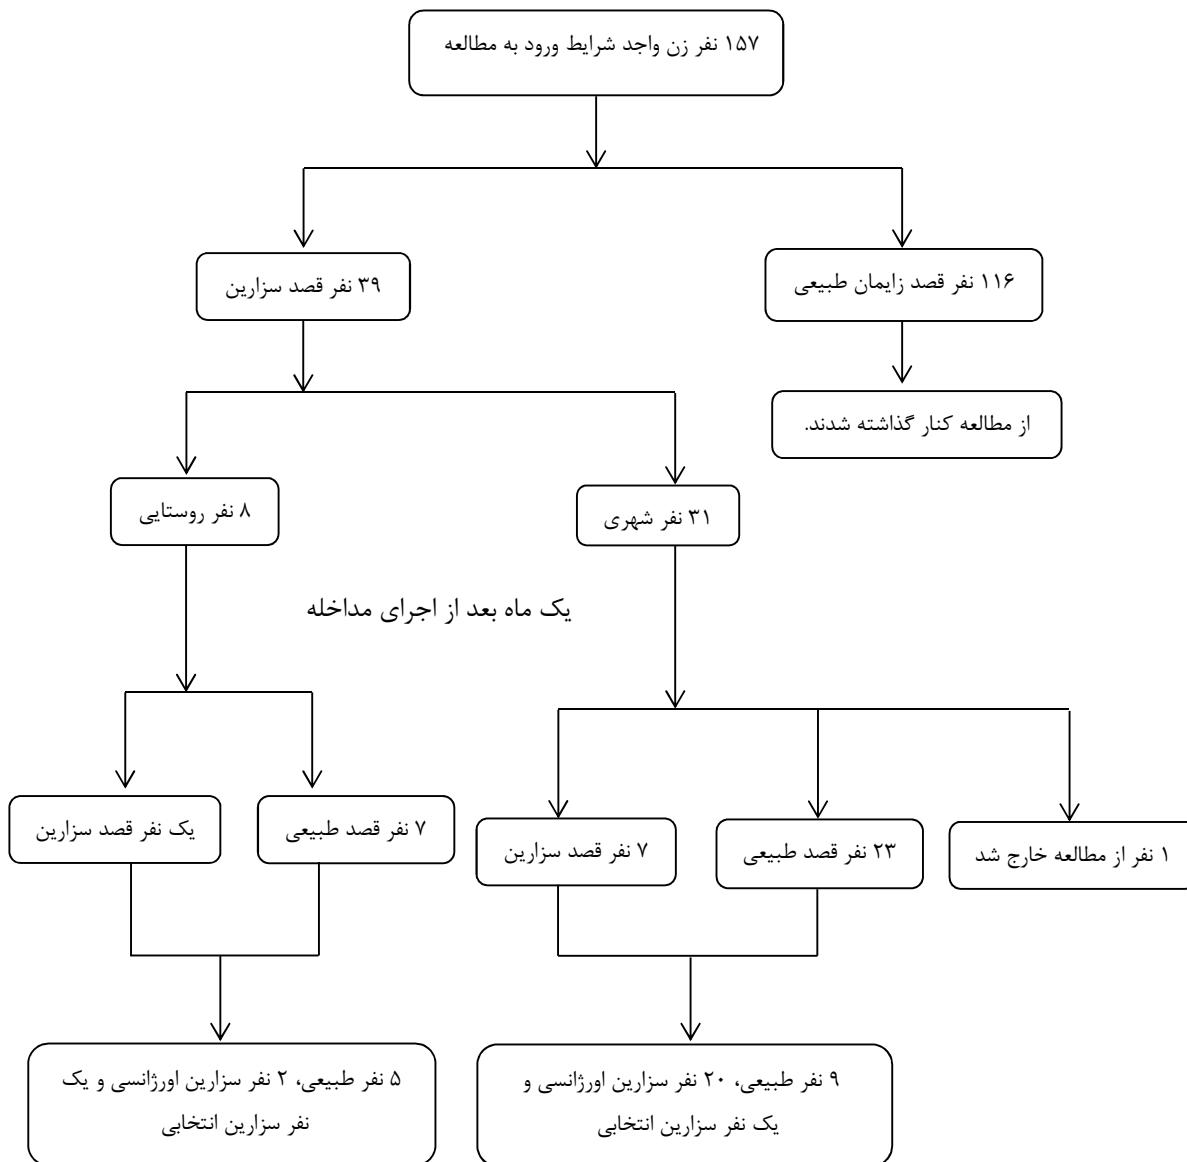 ۱۵۷ نفر زن واجد شرایط ورود به مطالعه
۱۱۶ نفر قصد زایمان طبیعی
۳۹ نفر قصد سزارین
از مطالعه کنار گذاشته شدند.
۳۱ نفر شهری
۸ نفر روستایی
یک ماه بعد از اجرای مداخله
۱ نفر از مطالعه خارج شد
۲۳ نفر قصد طبیعی
۷ نفر قصد سزارین
۷ نفر قصد طبیعی
یک نفر قصد سزارین
۹ نفر طبیعی، ۲۰ نفر سزارین اورژانسی و
یک نفر سزارین انتخابی
۵ نفر طبیعی، ۲ نفر سزارین اورژانسی و یک
نفر سزارین انتخابی